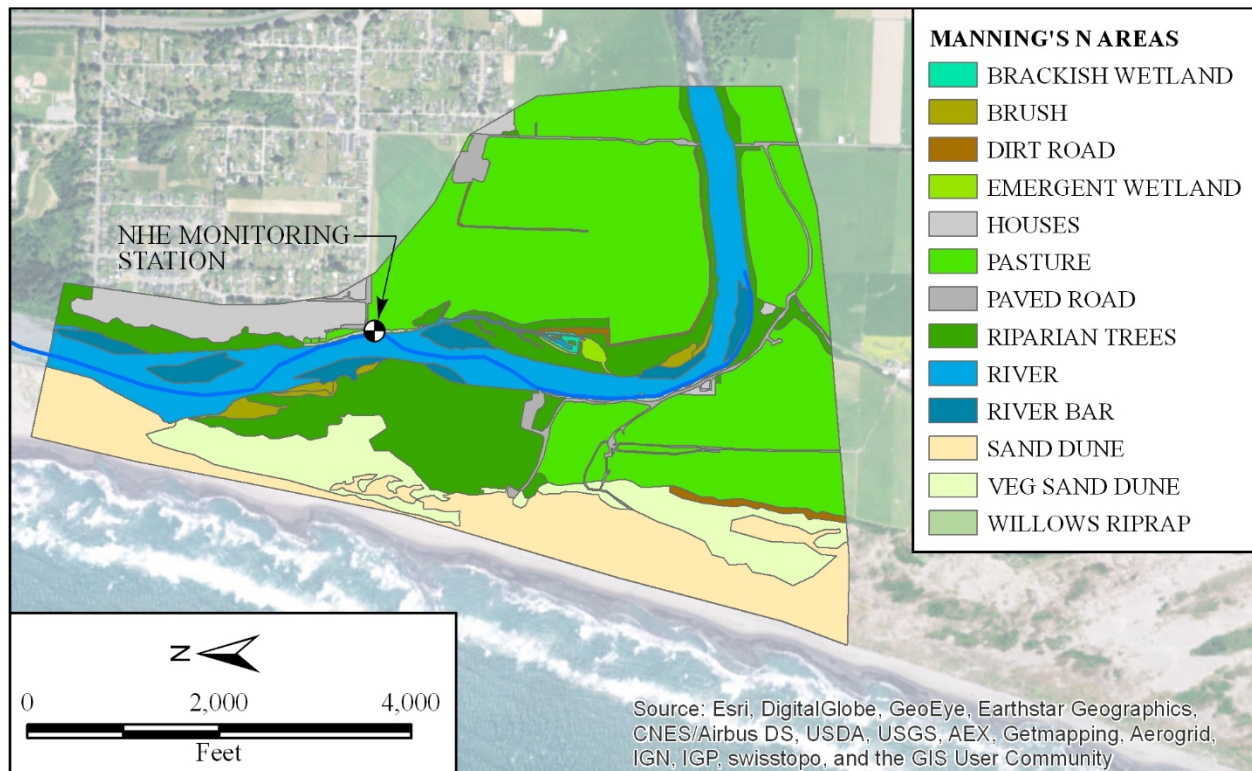 MANNING'S N AREAS
BRACKISH WETLAND
BRUSH
DIRT ROAD
EMERGENT WETLAND
HOUSES
PASTURE
PAVED ROAD
RIPARIAN TREES
RIVER
RIVER BAR
SAND DUNE
VEG SAND DUNE
WILLOWS RIPRAP
NHE MONITORING
STATION
N
0 2,000 4,000
Feet
Source: Esri, DigitalGlobe, GeoEye, Earthstar Geographics,
CNES/Airbus DS, USDA, USGS, AEX, Getmapping, Aerogrid,
IGN, IGP, swisstopo, and the GIS User Community